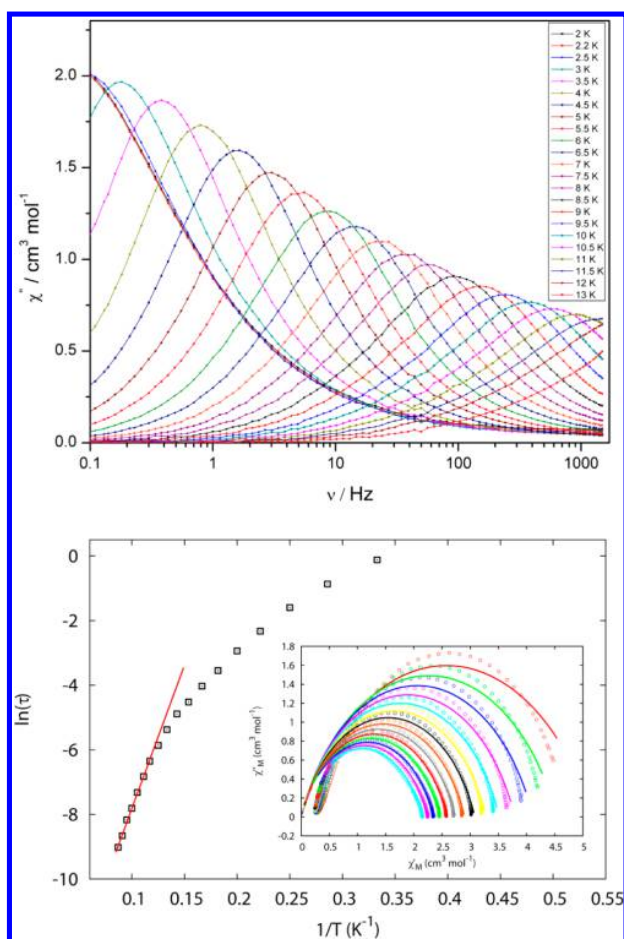 2.0
1.5
1.0
0.5
0.0
χ" / cm³ mol⁻¹
0.1
1
10
100
1000
ν / Hz
2 K
2.2 K
2.5 K
3 K
3.5 K
4 K
4.5 K
5 K
5.5 K
6 K
6.5 K
7 K
7.5 K
8 K
8.5 K
9 K
9.5 K
10 K
10.5 K
11 K
11.5 K
12 K
13 K
0
-2
-4
-6
-8
-10
ln(τ)
0.1
0.15
0.2
0.25
0.3
0.35
0.4
0.45
0.5
0.55
1/T (K⁻¹)
1.8
1.6
1.4
1.2
1
0.8
0.6
0.4
0.2
0
-0.2
χ"M (cm³ mol⁻¹)
0
0.5
1
1.5
2
2.5
3
3.5
4
4.5
5
χ'M (cm³ mol⁻¹)